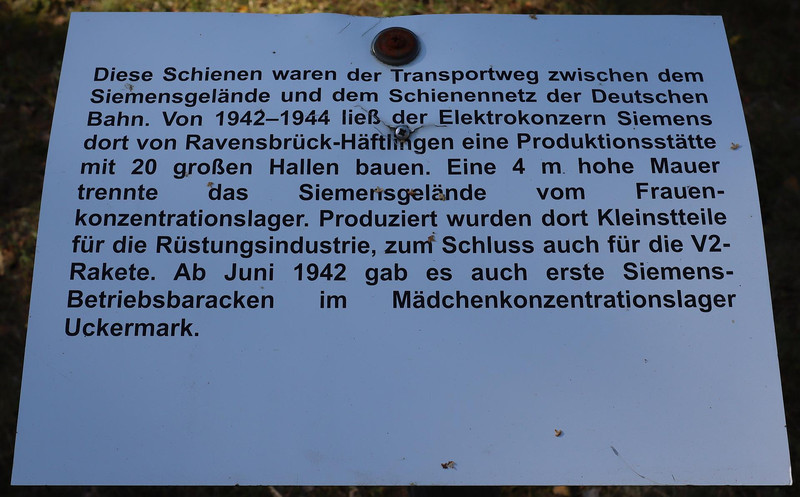 Diese Schienen waren der Transportweg zwischen dem
Siemensgelände und dem Schienennetz der Deutschen
Bahn. Von 1942–1944 ließ der Elektrokonzern Siemens
dort von Ravensbrück-Häftlingen eine Produktionsstätte
mit 20 großen Hallen bauen. Eine 4 m hohe Mauer
trennte das Siemensgelände vom Frauen-
konzentrationslager. Produziert wurden dort Kleinstteile
für die Rüstungsindustrie, zum Schluss auch für die V2-
Rakete. Ab Juni 1942 gab es auch erste Siemens-
Betriebsbaracken im Mädchenkonzentrationslager
Uckermark.